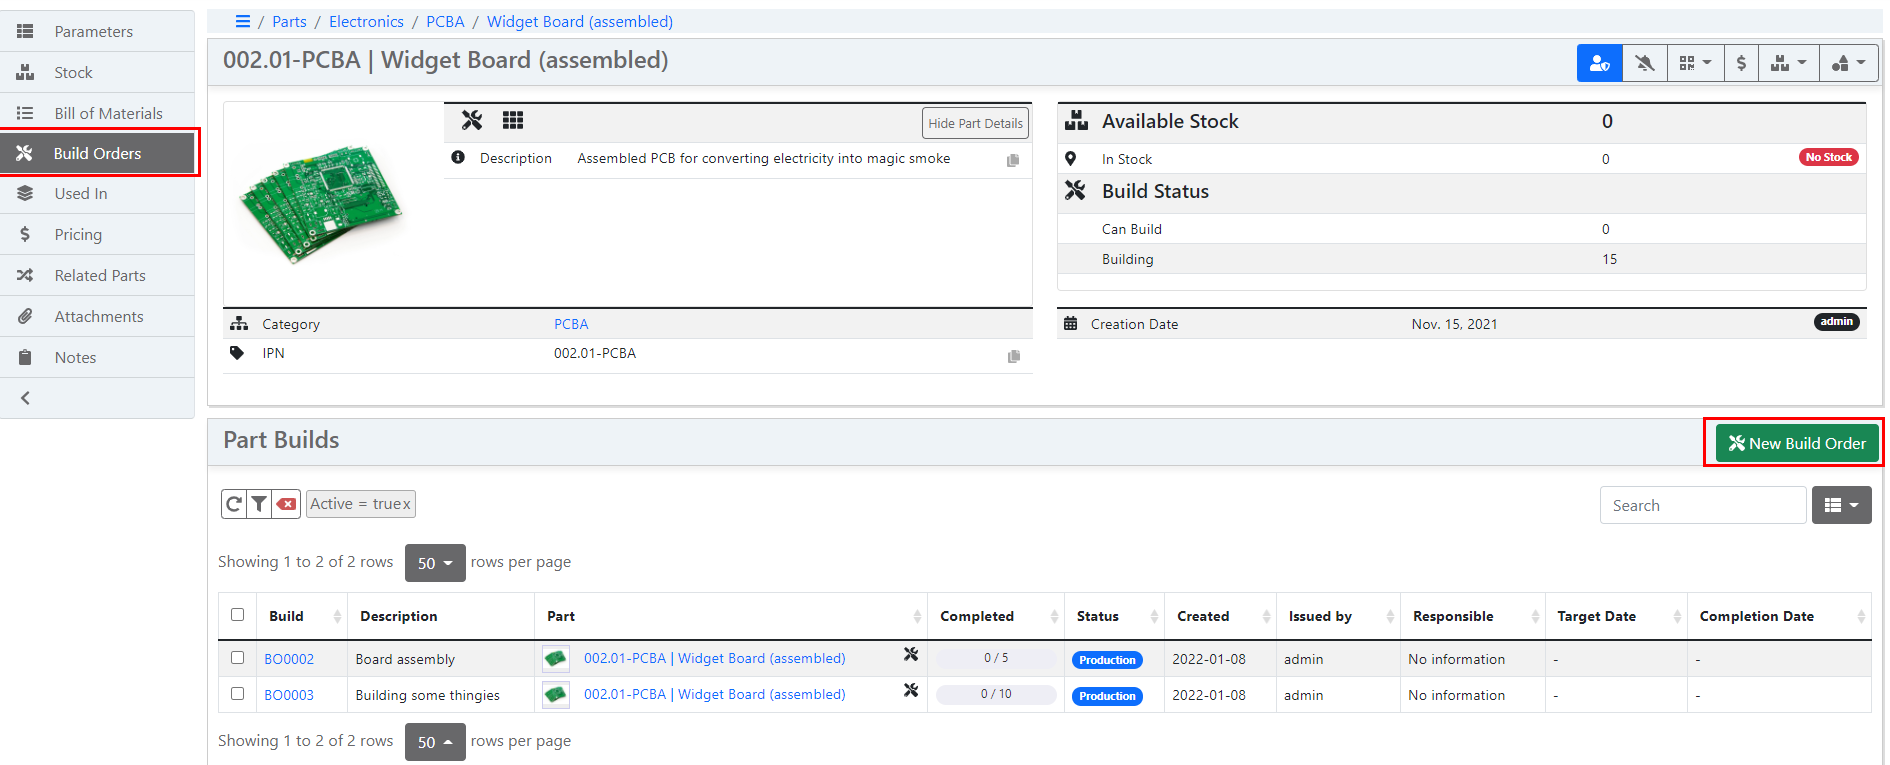 Parameters
Stock
Bill of Materials
Build Orders
Used In
Pricing
Related Parts
Attachments
Notes
/ Parts / Electronics / PCBA / Widget Board (assembled)
002.01-PCBA | Widget Board (assembled)
Hide Part Details
Description Assembled PCB for converting electricity into magic smoke
Category PCBA
IPN 002.01-PCBA
Available Stock 0
In Stock 0 No Stock
Build Status
Can Build 0
Building 15
Creation Date Nov. 15, 2021 admin
Part Builds
New Build Order
Active = truex
Search
Showing 1 to 2 of 2 rows 50 rows per page
Build Description Part Completed Status Created Issued by Responsible Target Date Completion Date
BO0002 Board assembly 002.01-PCBA | Widget Board (assembled) 0 / 5 Production 2022-01-08 admin No information - -
BO0003 Building some thingies 002.01-PCBA | Widget Board (assembled) 0 / 10 Production 2022-01-08 admin No information - -
Showing 1 to 2 of 2 rows 50 rows per page